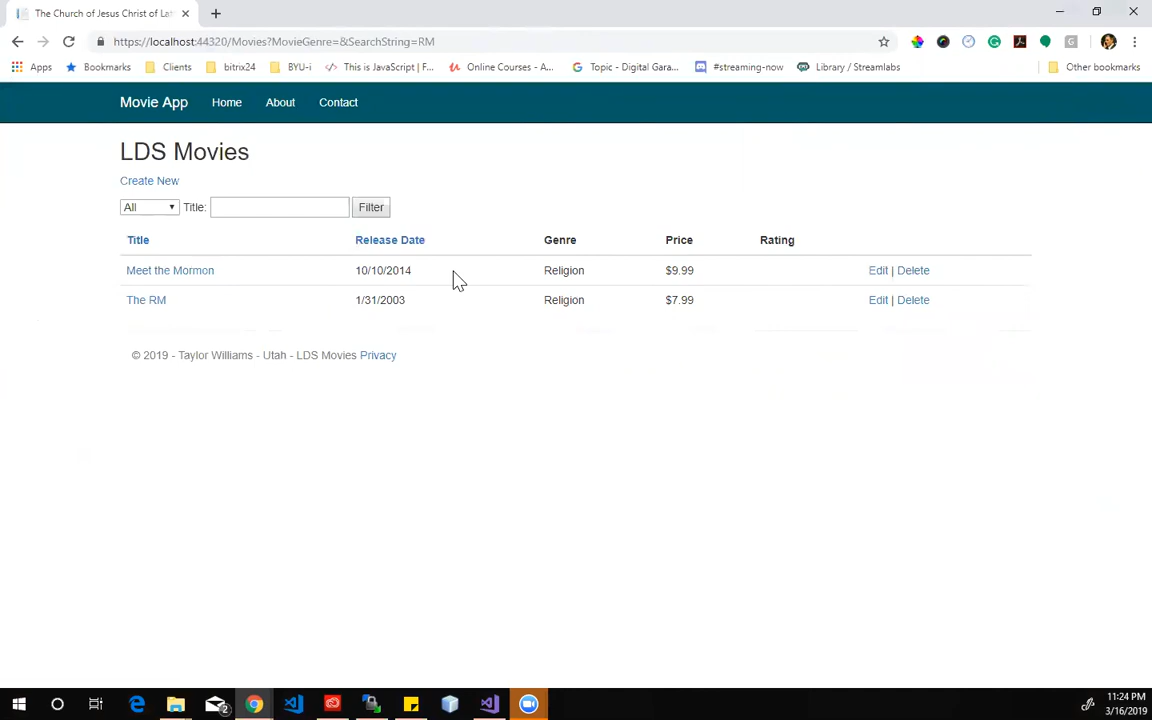 The Church of Jesus Christ of Lat
https://localhost:44320/Movies?MovieGenre=&SearchString=RM
Apps Bookmarks Clients bitrix24 BYU-i This is JavaScript | F... Online Courses - A... Topic - Digital Gara... #streaming-now Library / Streamlabs Other bookmarks
Movie App Home About Contact
LDS Movies
Create New
All Title: Filter
Title Release Date Genre Price Rating
Meet the Mormon 10/10/2014 Religion $9.99 Edit | Delete
The RM 1/31/2003 Religion $7.99 Edit | Delete
© 2019 - Taylor Williams - Utah - LDS Movies Privacy
2
11:24 PM
3/16/2019